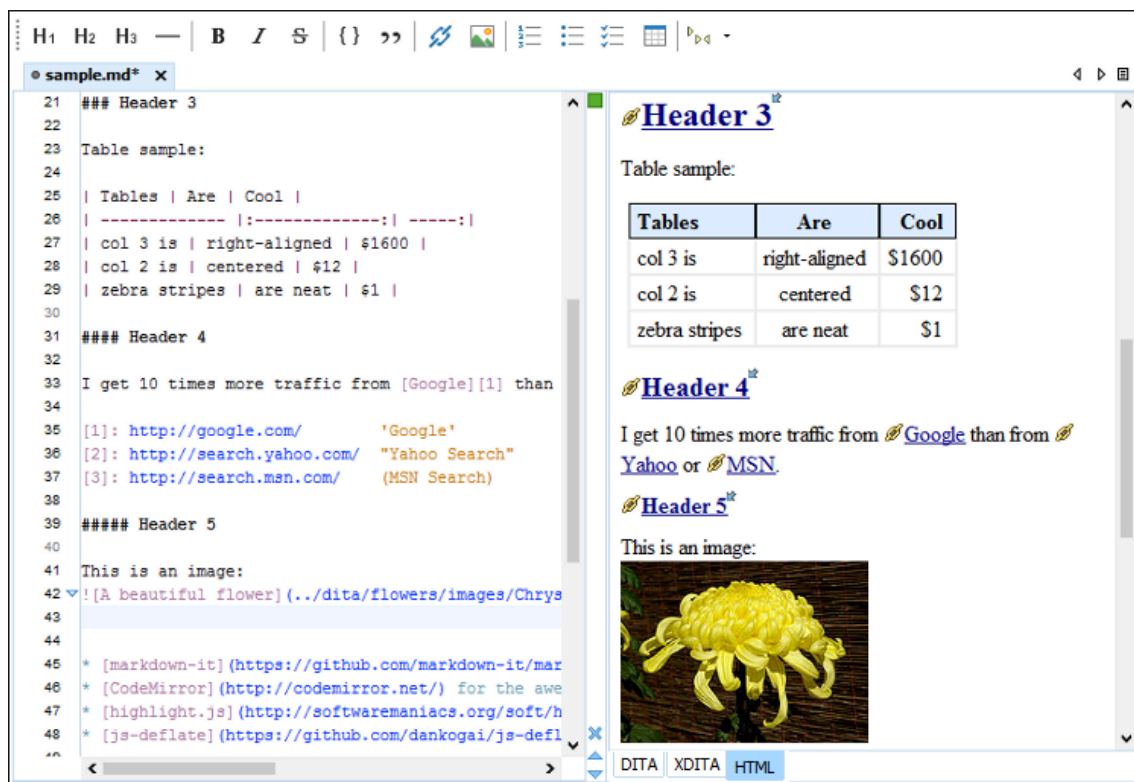 H1 H2 H3 B I S { } ,,
sample.md*
21 ### Header 3
22
23 Table sample:
24
25 | Tables | Are | Cool |
26 | ------------- |:-------------:| -----:|
27 | col 3 is | right-aligned | $1600 |
28 | col 2 is | centered | $12 |
29 | zebra stripes | are neat | $1 |
30
31 #### Header 4
32
33 I get 10 times more traffic from [Google][1] than
34
35 [1]: http://google.com/ 'Google'
36 [2]: http://search.yahoo.com/ "Yahoo Search"
37 [3]: http://search.msn.com/ (MSN Search)
38
39 ##### Header 5
40
41 This is an image:
42 ![A beautiful flower](../dita/flowers/images/Chrys
43
44
45 * [markdown-it](https://github.com/markdown-it/mar
46 * [CodeMirror](http://codemirror.net/) for the awe
47 * [highlight.js](http://softwaremaniacs.org/soft/h
48 * [js-deflate](https://github.com/dankogai/js-defl
Header 3
Table sample:
Tables Are Cool
col 3 is right-aligned $1600
col 2 is centered $12
zebra stripes are neat $1
Header 4
I get 10 times more traffic from Google than from
Yahoo or MSN.
Header 5
This is an image:
DITA XDITA HTML